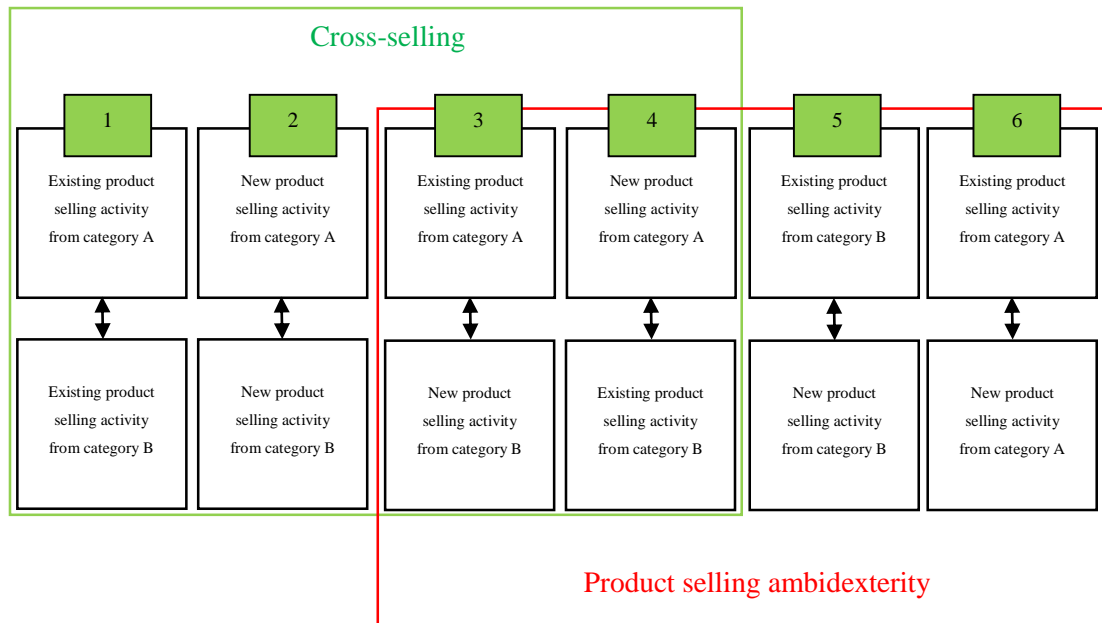 Cross-selling
1
2
3
4
5
6
Existing product
selling activity
from category A
New product
selling activity
from category A
Existing product
selling activity
from category A
New product
selling activity
from category A
Existing product
selling activity
from category B
Existing product
selling activity
from category A
Existing product
selling activity
from category B
New product
selling activity
from category B
New product
selling activity
from category B
Existing product
selling activity
from category B
New product
selling activity
from category B
New product
selling activity
from category A
Product selling ambidexterity